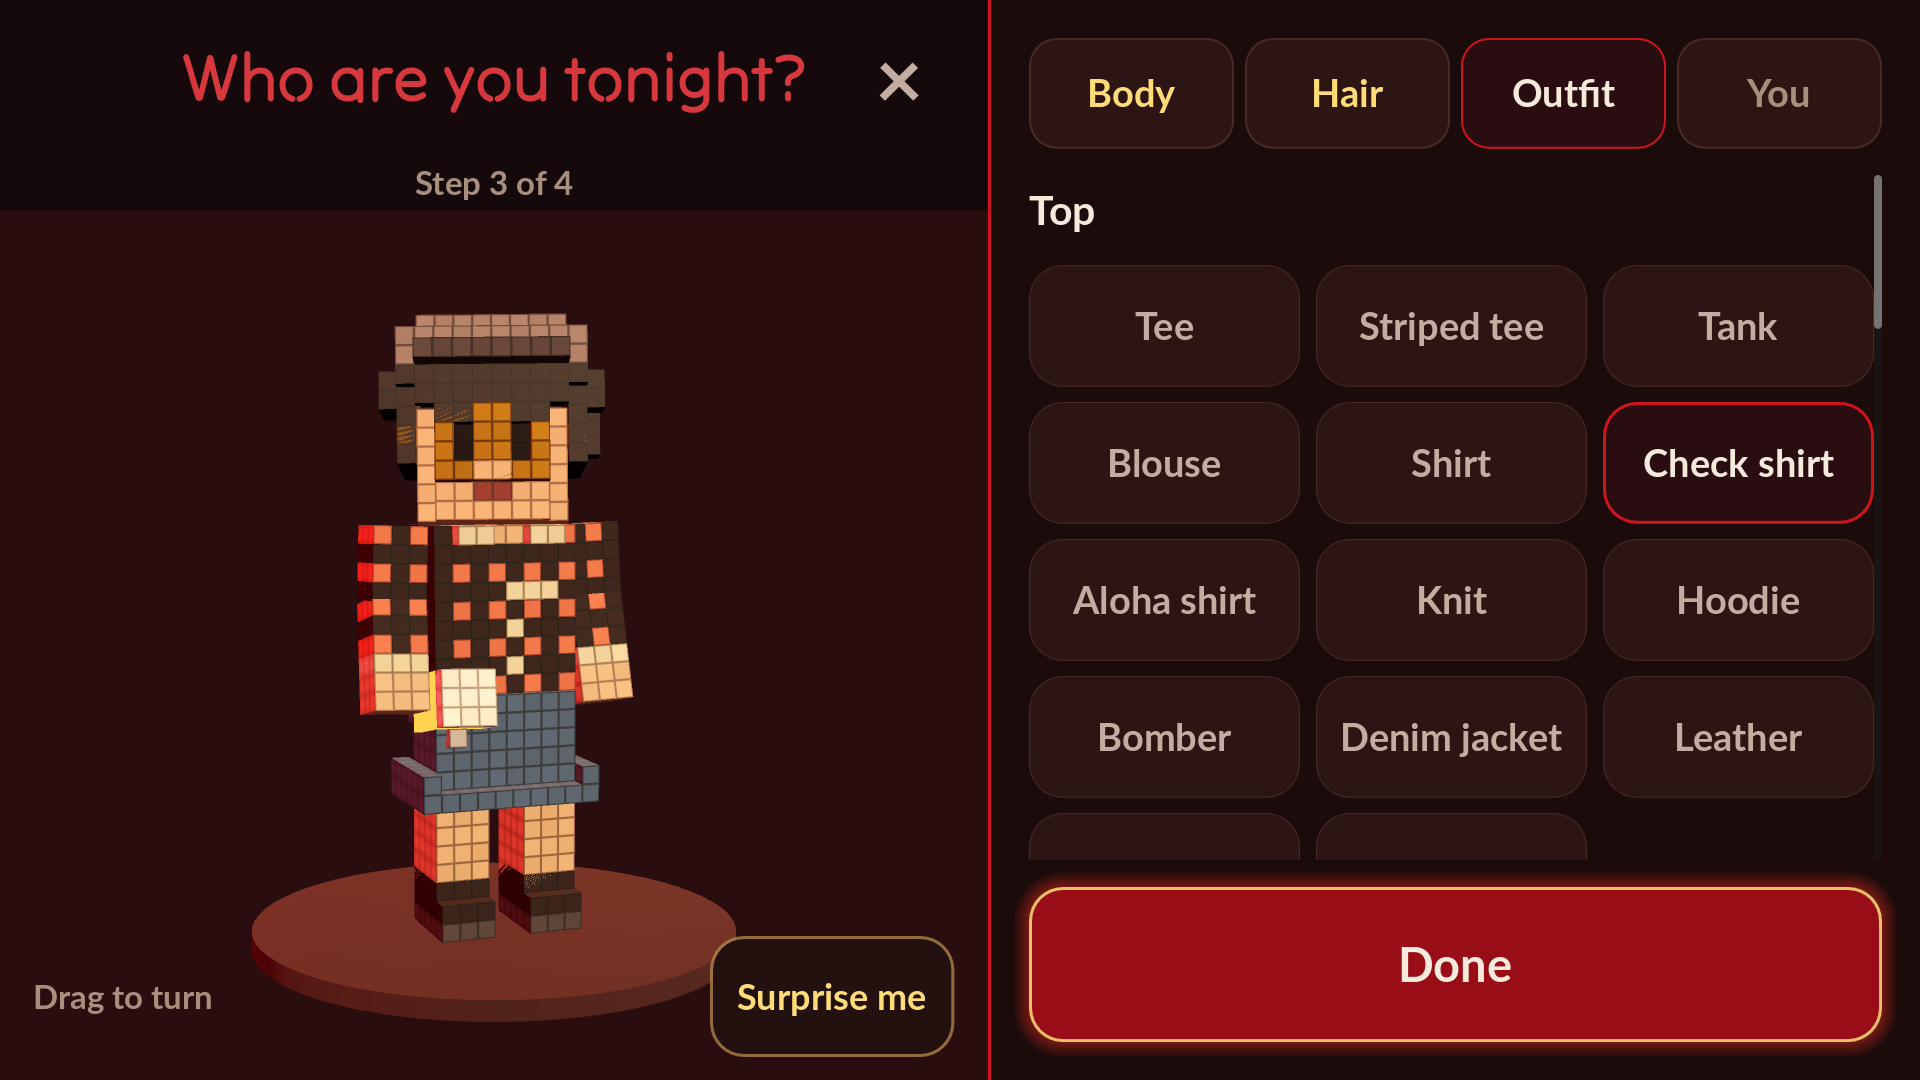 Who are you tonight?
Step 3 of 4
Drag to turn
Surprise me
Body
Hair
Outfit
You
Top
Tee
Striped tee
Tank
Blouse
Shirt
Check shirt
Aloha shirt
Knit
Hoodie
Bomber
Denim jacket
Leather
Done